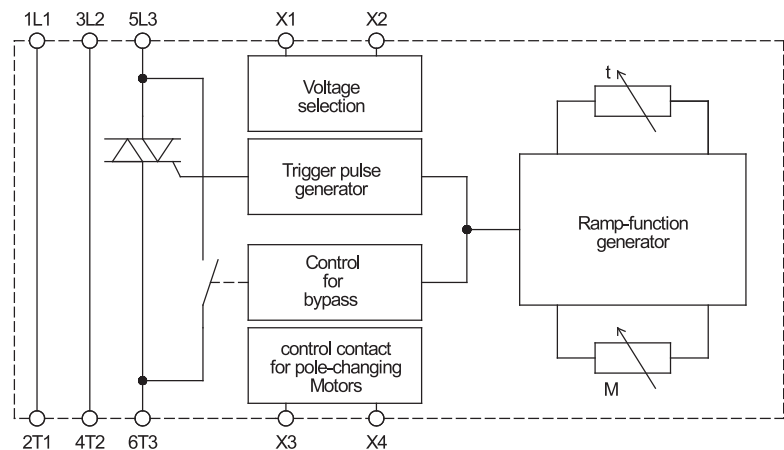 1L1 3L2 5L3 X1 X2
Voltage
selection
t
Trigger pulse
generator
Ramp-function
generator
Control
for
bypass
control contact
for pole-changing
Motors
M
2T1 4T2 6T3 X3 X4